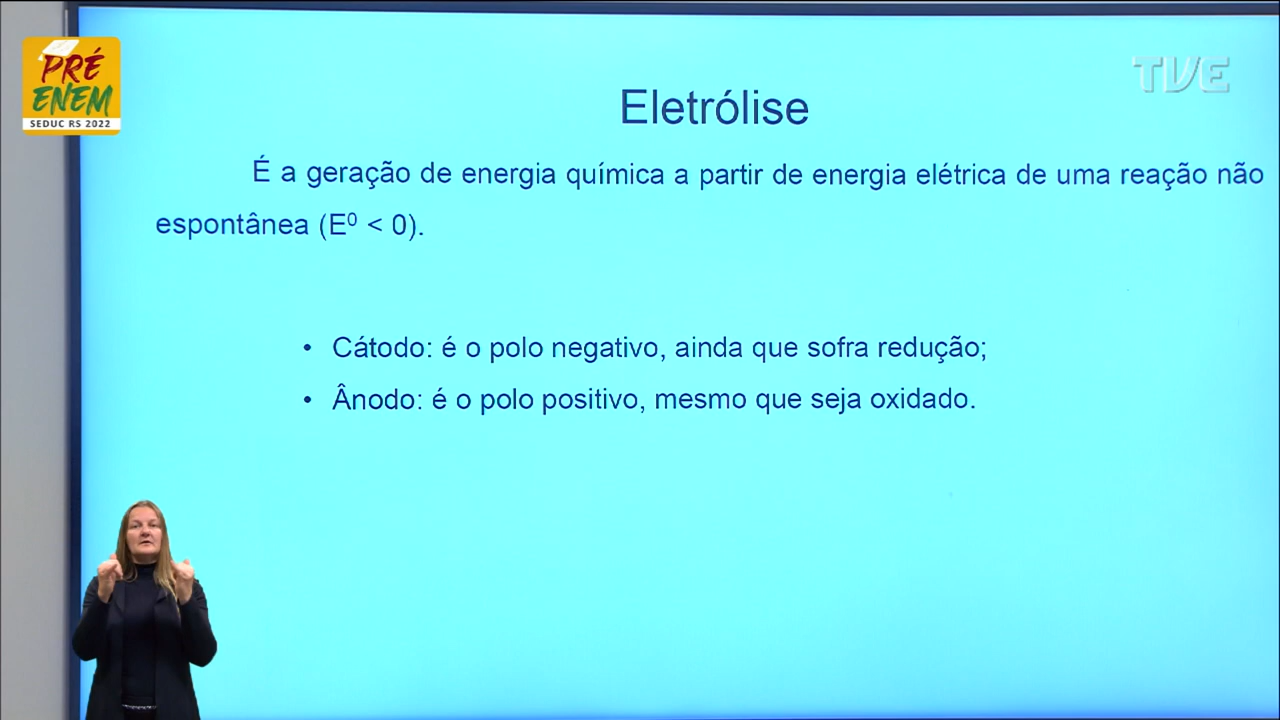 PRÉ
ENEM
SEDUC RS 2022
TVE
Eletrólise
É a geração de energia química a partir de energia elétrica de uma reação não
espontânea (E⁰ < 0).
• Cátodo: é o polo negativo, ainda que sofra redução;
• Ânodo: é o polo positivo, mesmo que seja oxidado.